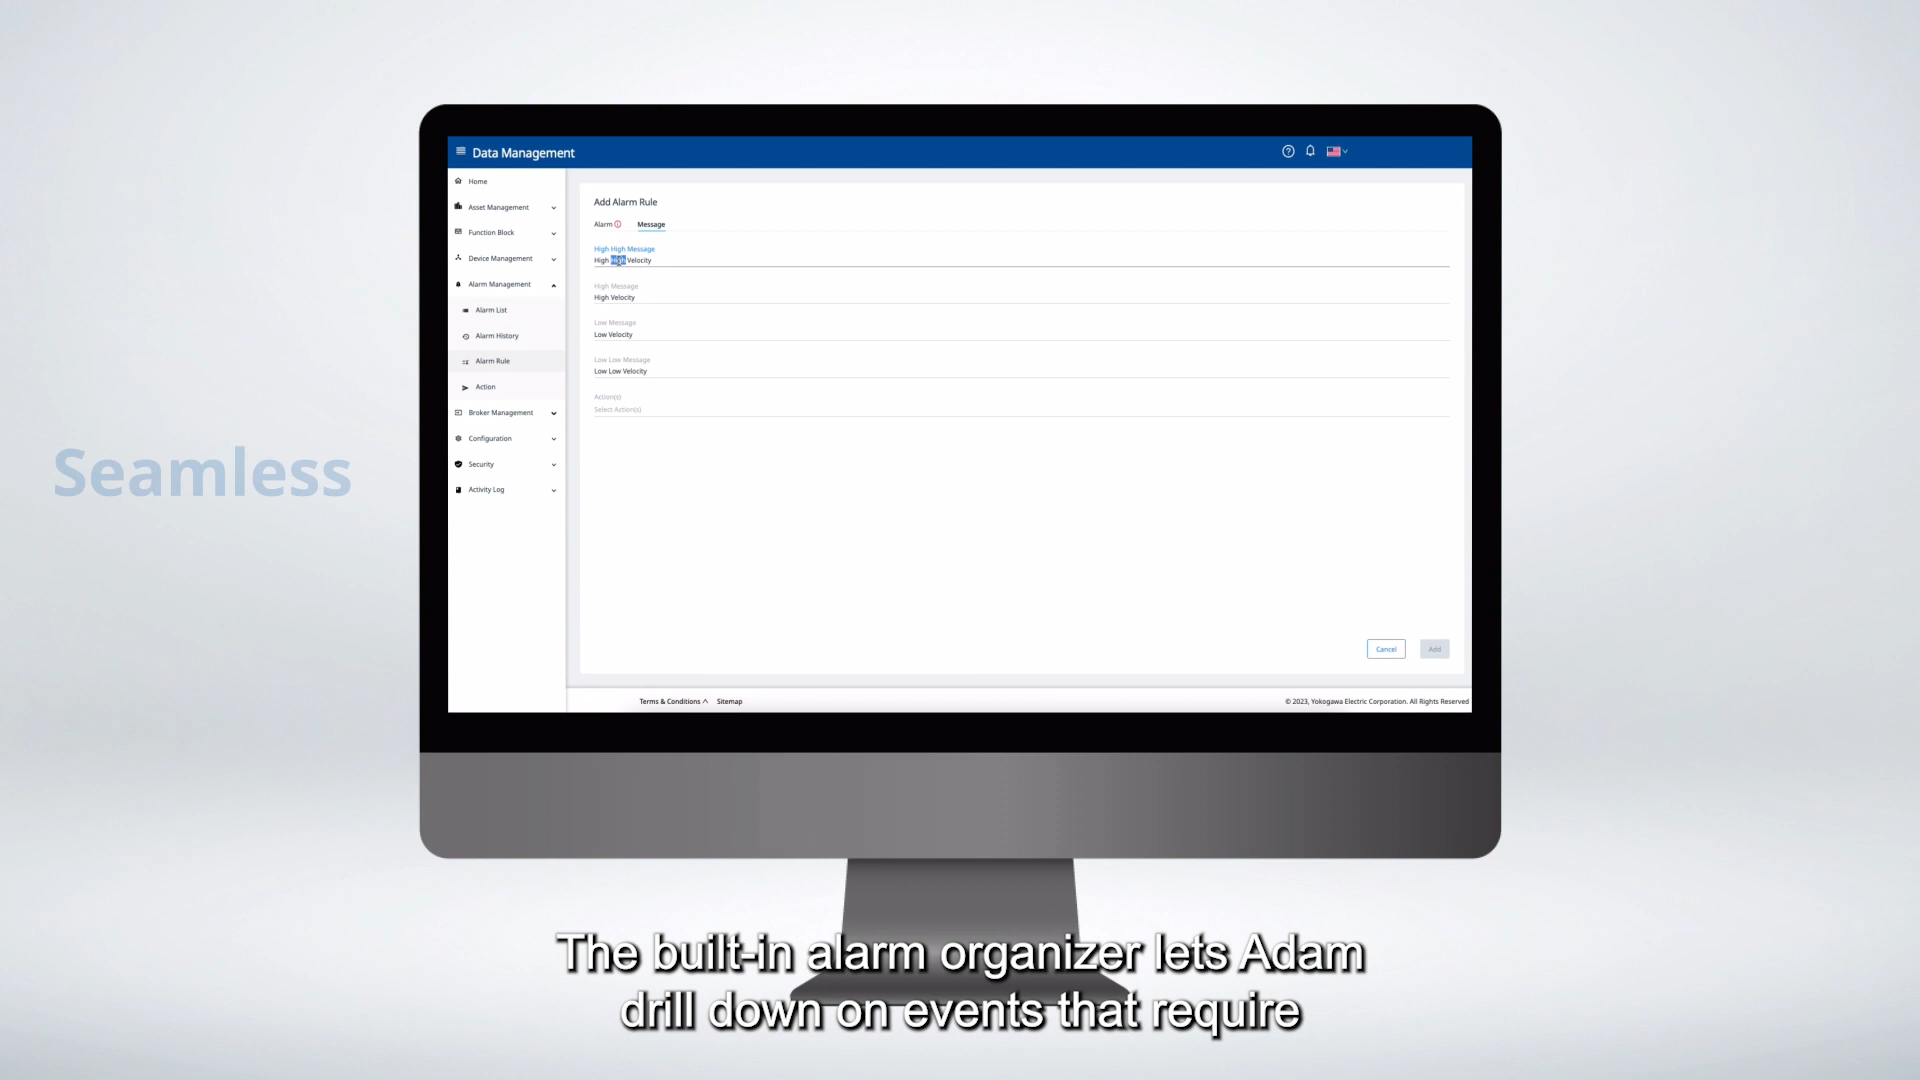 Data Management
Home
Asset Management
Function Block
Device Management
Alarm Management
Alarm List
Alarm History
Alarm Rule
Action
Broker Management
Configuration
Security
Activity Log
Add Alarm Rule
Alarm Message
High High Message
High High Velocity
High Message
High Velocity
Low Message
Low Velocity
Low Low Message
Low Low Velocity
Action(s)
Select Action(s)
Cancel Add
Terms & Conditions Sitemap
© 2023, Yokogawa Electric Corporation. All Rights Reserved
Seamless
The built-in alarm organizer lets Adam
drill down on events that require